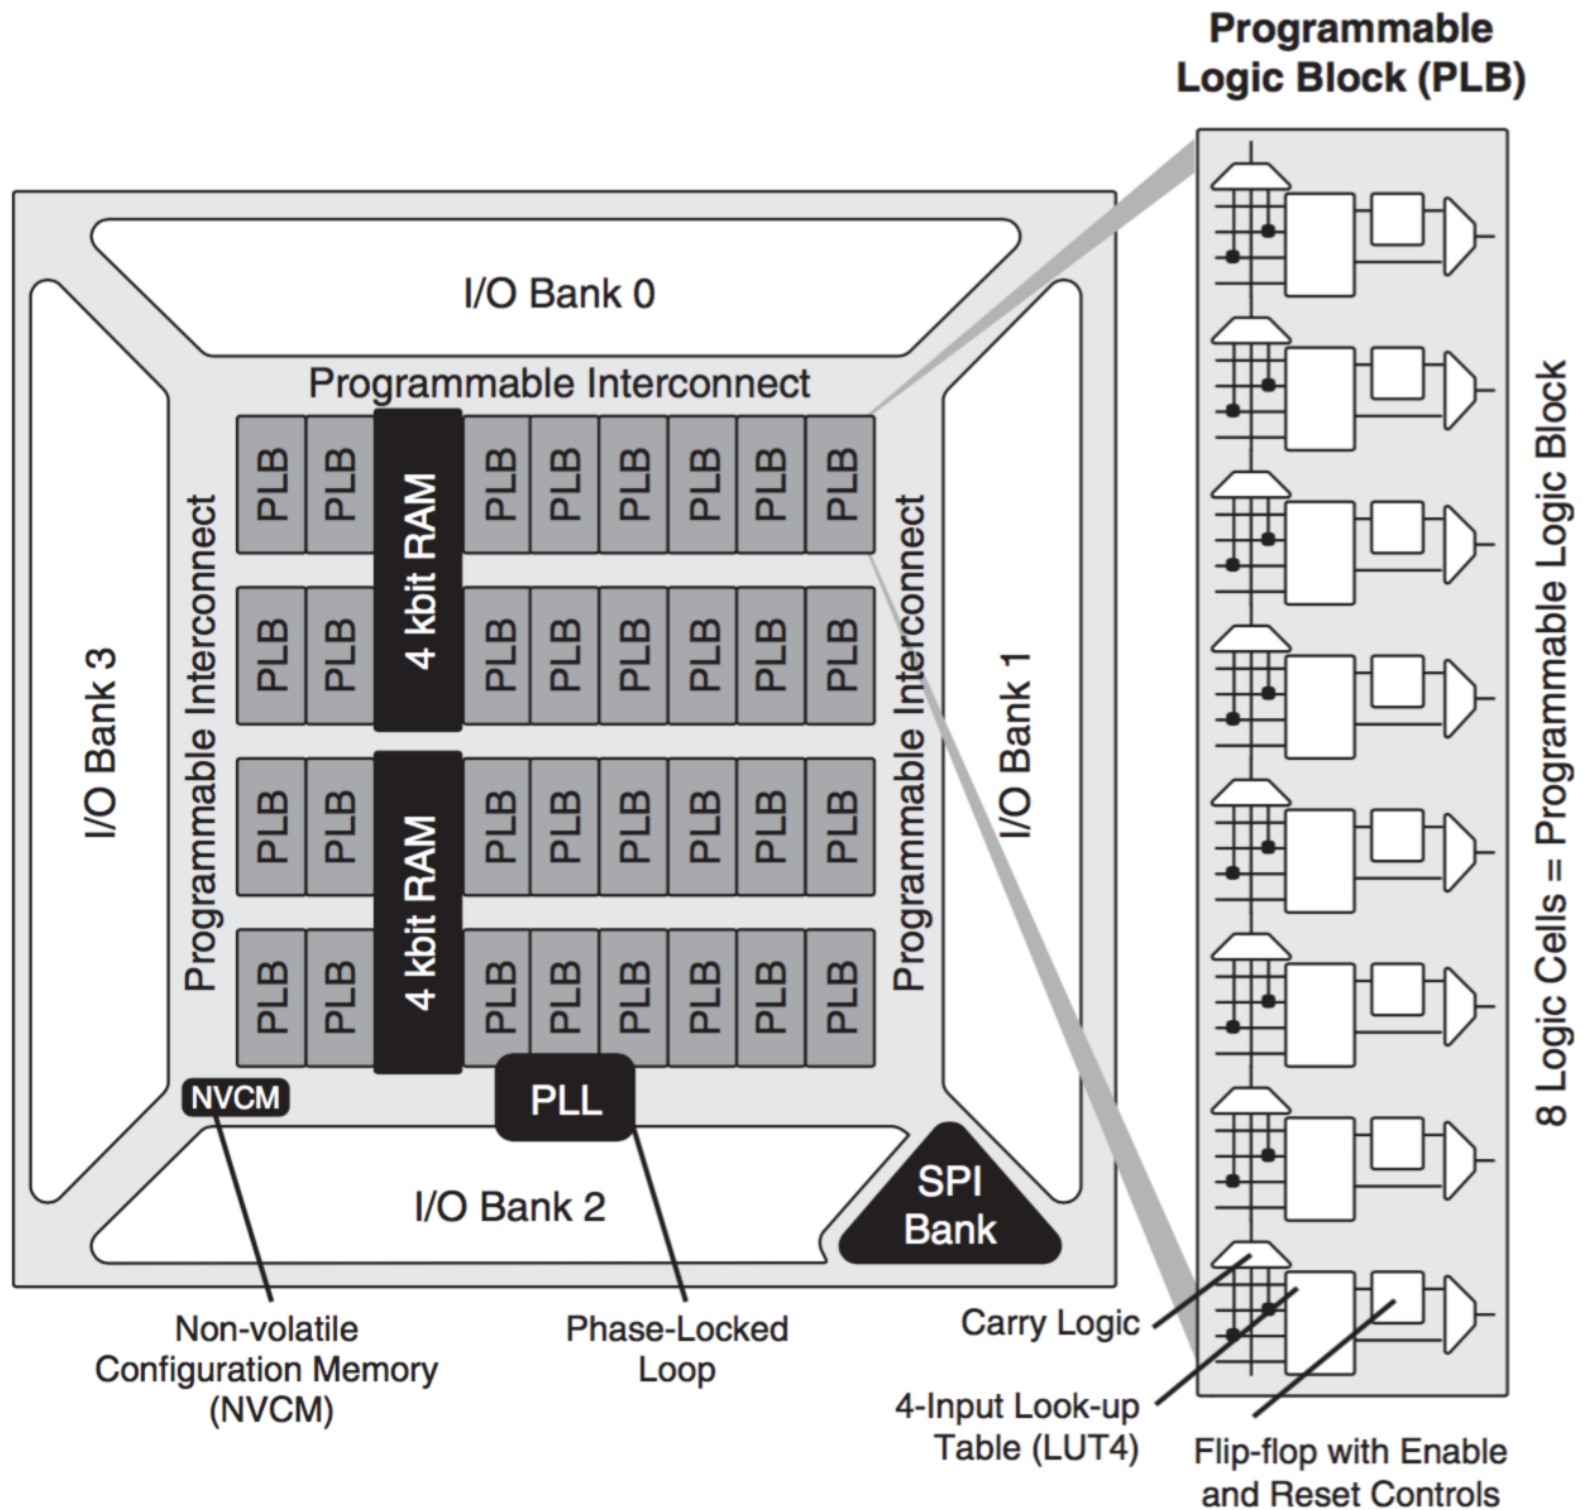 Programmable
Logic Block (PLB)
I/O Bank 0
Programmable Interconnect
PLB PLB PLB PLB PLB PLB PLB PLB
4 kbit RAM
PLB PLB PLB PLB PLB PLB PLB PLB
PLB PLB PLB PLB PLB PLB PLB PLB
4 kbit RAM
PLB PLB PLB PLB PLB PLB PLB PLB
I/O Bank 3
Programmable Interconnect
Programmable Interconnect
I/O Bank 1
8 Logic Cells = Programmable Logic Block
NVCM
PLL
SPI
Bank
I/O Bank 2
Non-volatile
Configuration Memory
(NVCM)
Phase-Locked
Loop
Carry Logic
4-Input Look-up
Table (LUT4)
Flip-flop with Enable
and Reset Controls